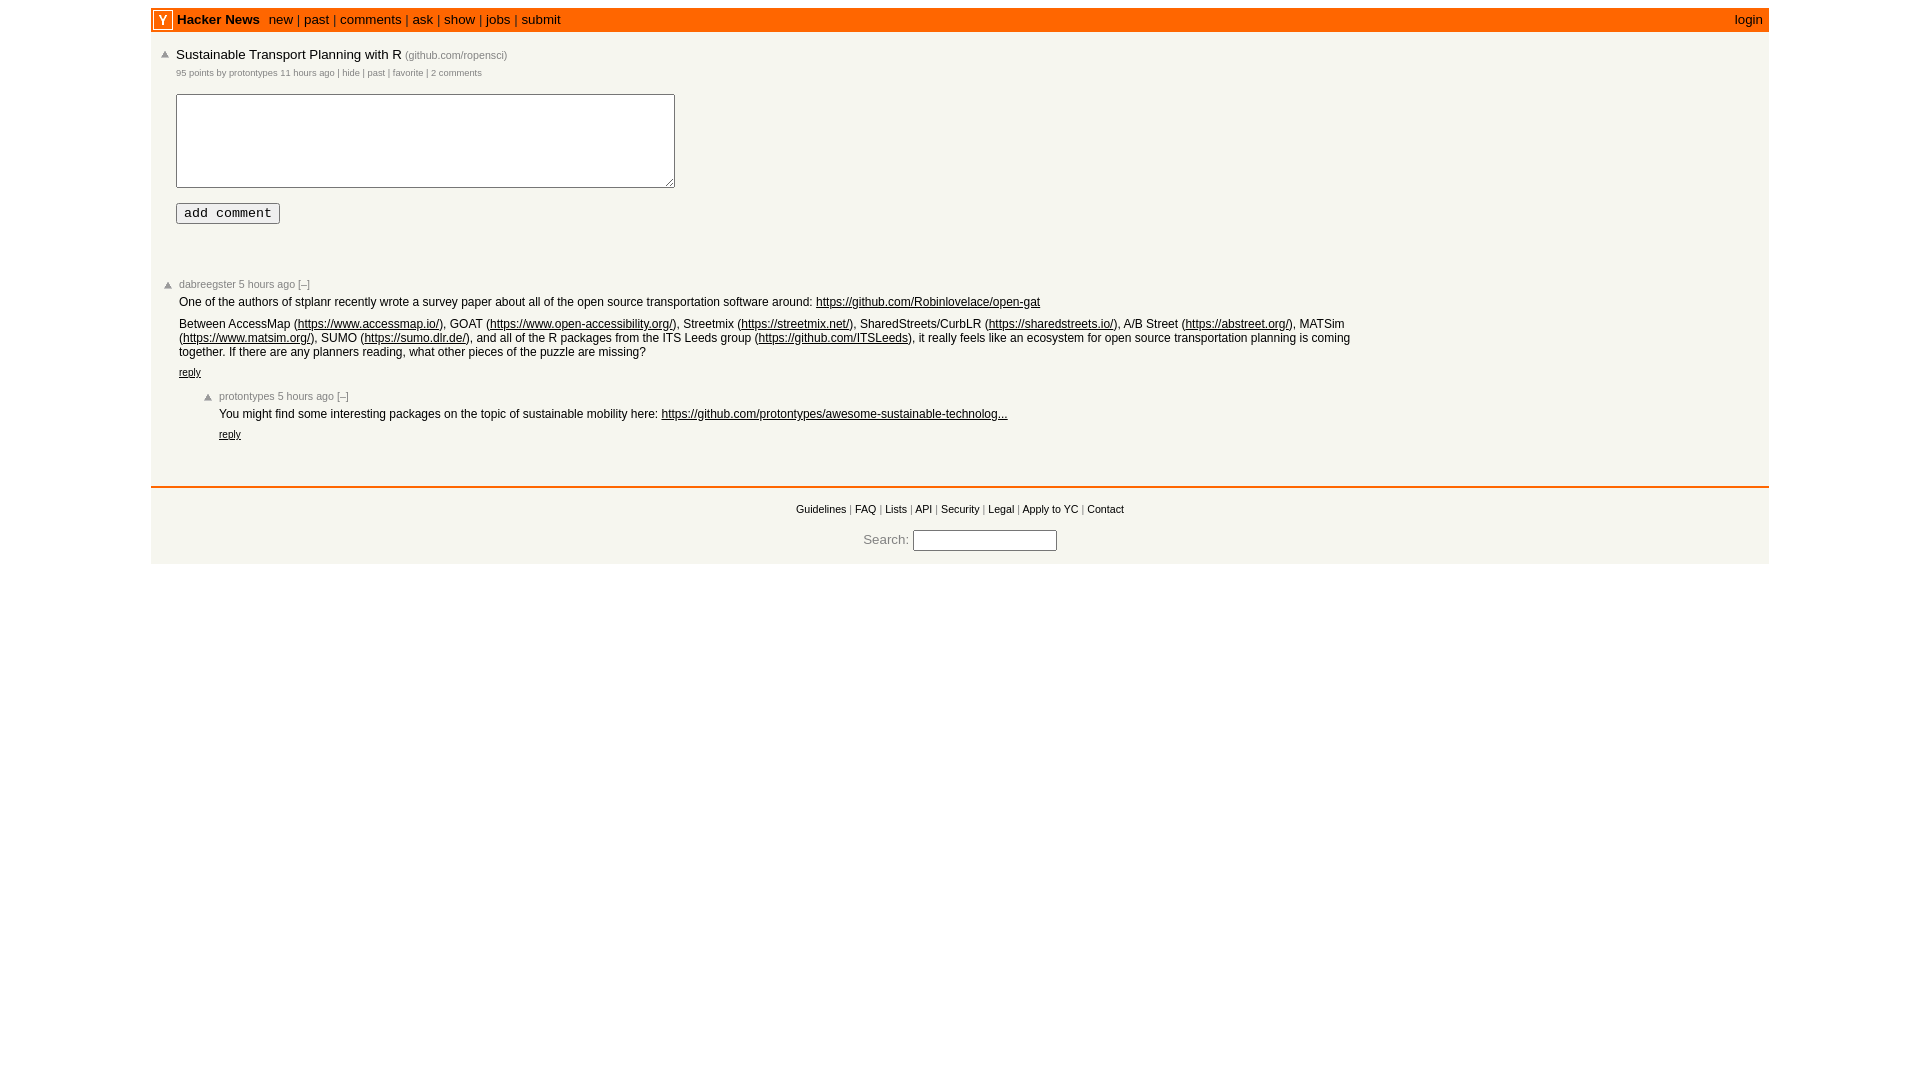 Y Hacker News new | past | comments | ask | show | jobs | submit login
Sustainable Transport Planning with R (github.com/ropensci)
95 points by protontypes 11 hours ago | hide | past | favorite | 2 comments
add comment
dabreegster 5 hours ago [–]
One of the authors of stplanr recently wrote a survey paper about all of the open source transportation software around: https://github.com/Robinlovelace/open-gat
Between AccessMap (https://www.accessmap.io/), GOAT (https://www.open-accessibility.org/), Streetmix (https://streetmix.net/), SharedStreets/CurbLR (https://sharedstreets.io/), A/B Street (https://abstreet.org/), MATSim
(https://www.matsim.org/), SUMO (https://sumo.dlr.de/), and all of the R packages from the ITS Leeds group (https://github.com/ITSLeeds), it really feels like an ecosystem for open source transportation planning is coming
together. If there are any planners reading, what other pieces of the puzzle are missing?
reply
protontypes 5 hours ago [–]
You might find some interesting packages on the topic of sustainable mobility here: https://github.com/protontypes/awesome-sustainable-technolog...
reply
Guidelines | FAQ | Lists | API | Security | Legal | Apply to YC | Contact
Search: